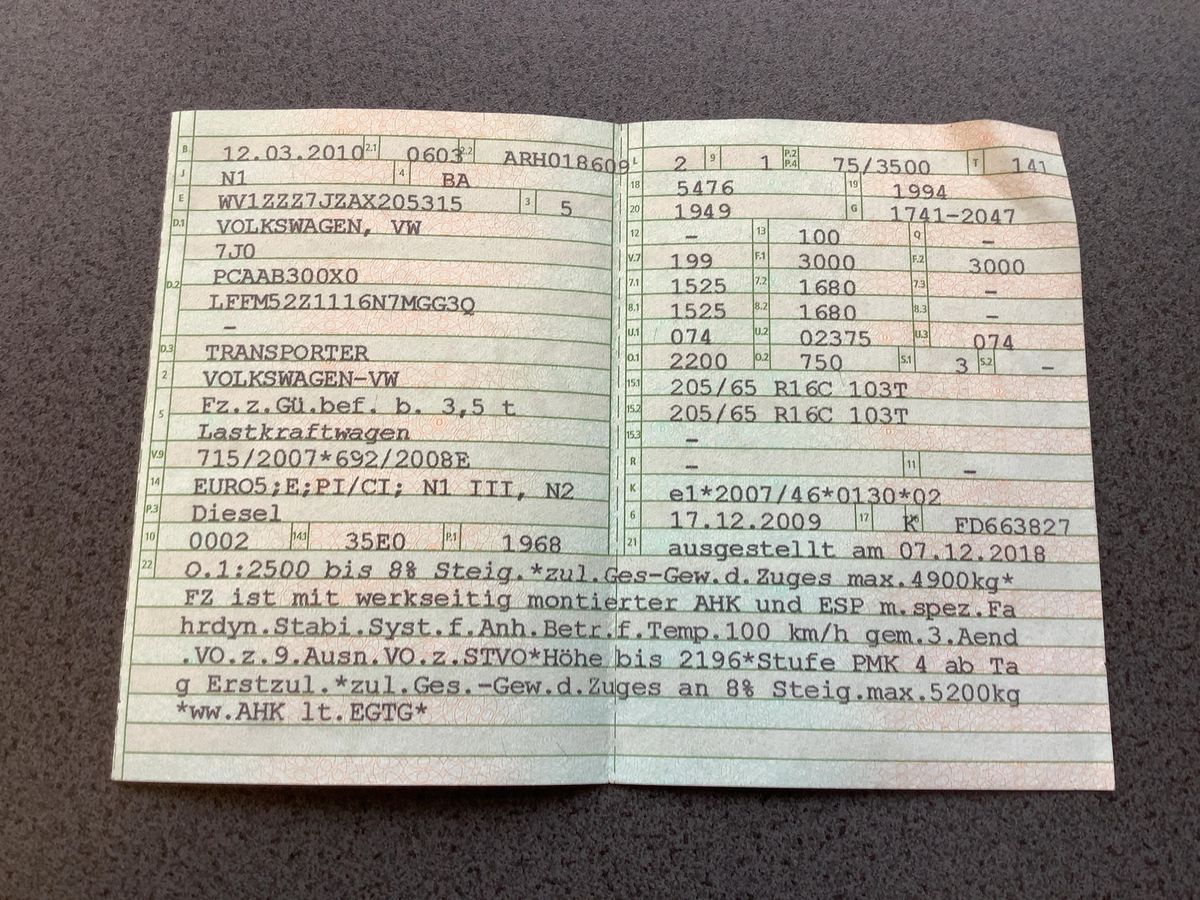 B 12.03.2010 2.1 0603 2.2 ARH018609
J N1 4 BA
E WV1ZZZ7JZAX205315 3 5
D.1 VOLKSWAGEN, VW
7J0
D.2 PCAAB300X0
LFFM52Z1116N7MGG3Q
–
D.3 TRANSPORTER
2 VOLKSWAGEN-VW
5 Fz.z.Gü.bef. b. 3,5 t
Lastkraftwagen
V.9 715/2007*692/2008E
14 EURO5;E;PI/CI; N1 III, N2
P.3 Diesel
10 0002 14.1 35E0 P.1 1968
L 2 9 1 P.2 P.4 75/3500 T 141
18 5476 19 1994
20 1949 G 1741-2047
12 – 13 100 Q –
V.7 199 F.1 3000 F.2 3000
7.1 1525 7.2 1680 7.3 –
8.1 1525 8.2 1680 8.3 –
U.1 074 U.2 02375 U.3 074
O.1 2200 O.2 750 S.1 3 S.2 –
15.1 205/65 R16C 103T
15.2 205/65 R16C 103T
15.3 –
R – 11 –
K e1*2007/46*0130*02
6 17.12.2009 17 K 16 FD663827
21 ausgestellt am 07.12.2018
22 O.1:2500 bis 8% Steig.*zul.Ges-Gew.d.Zuges max.4900kg*
FZ ist mit werkseitig montierter AHK und ESP m.spez.Fa
hrdyn.Stabi.Syst.f.Anh.Betr.f.Temp.100 km/h gem.3.Aend
.VO.z.9.Ausn.VO.z.STVO*Höhe bis 2196*Stufe PMK 4 ab Ta
g Erstzul.*zul.Ges.-Gew.d.Zuges an 8% Steig.max.5200kg
*ww.AHK lt.EGTG*